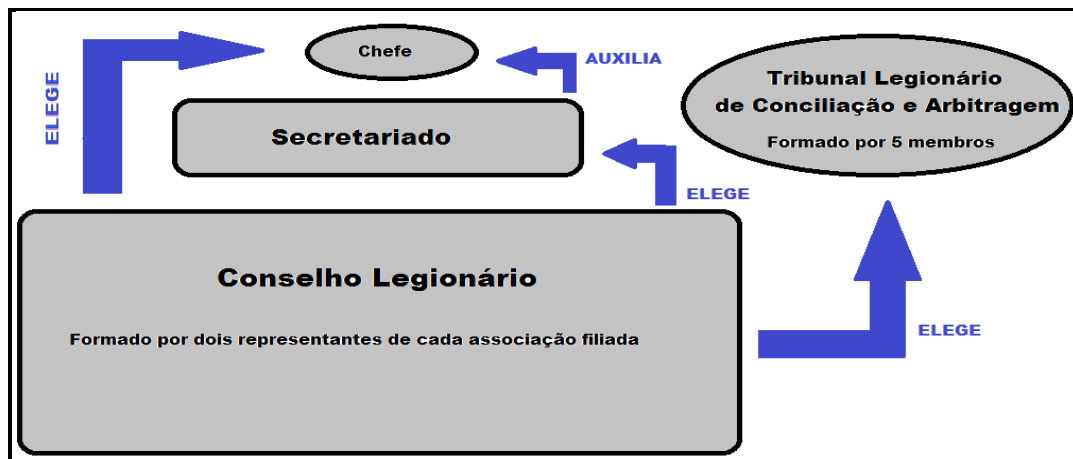 Chefe
ELEGE
AUXILIA
Tribunal Legionário
de Conciliação e Arbitragem
Formado por 5 membros
Secretariado
ELEGE
Conselho Legionário
Formado por dois representantes de cada associação filiada
ELEGE